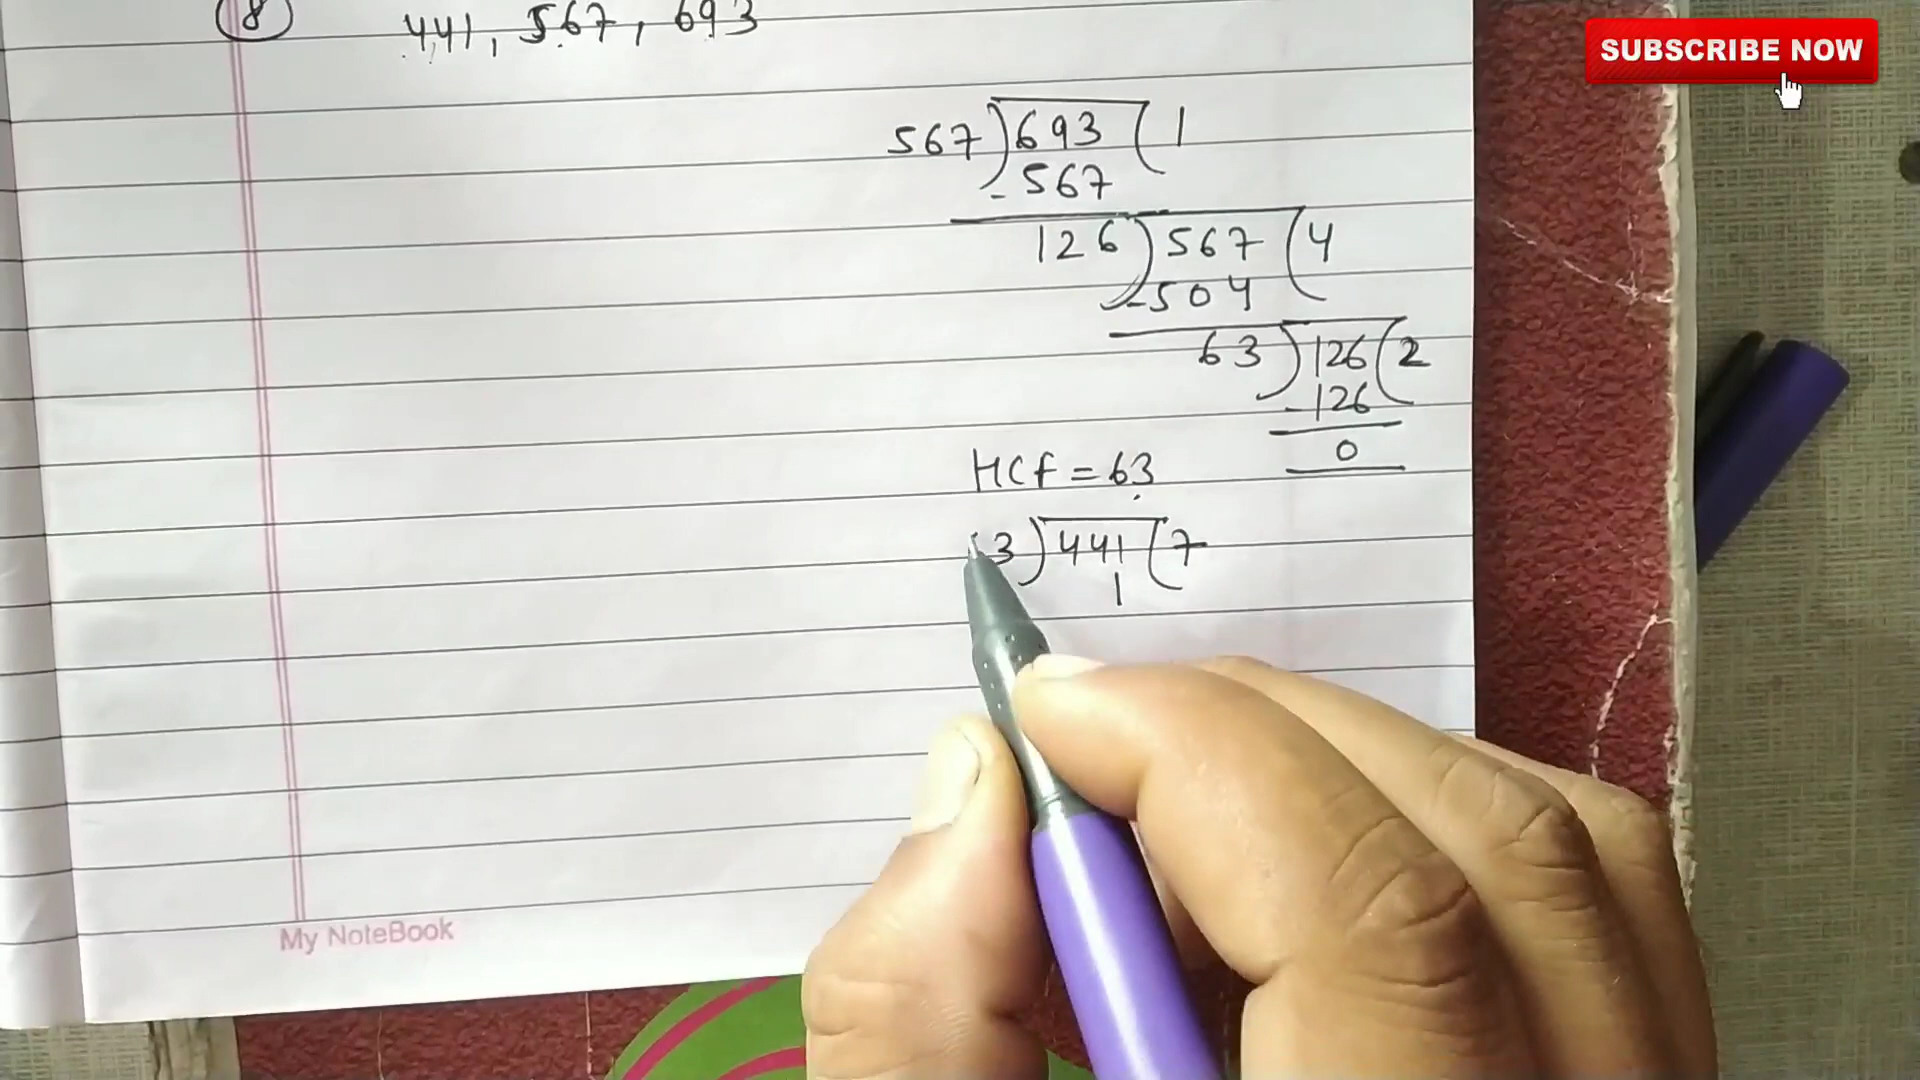 8 441, 567, 693
SUBSCRIBE NOW
567)693(1
-567
126)567(4
-504
63)126(2
-126
0
HCF = 63
3)441(7
1
My NoteBook